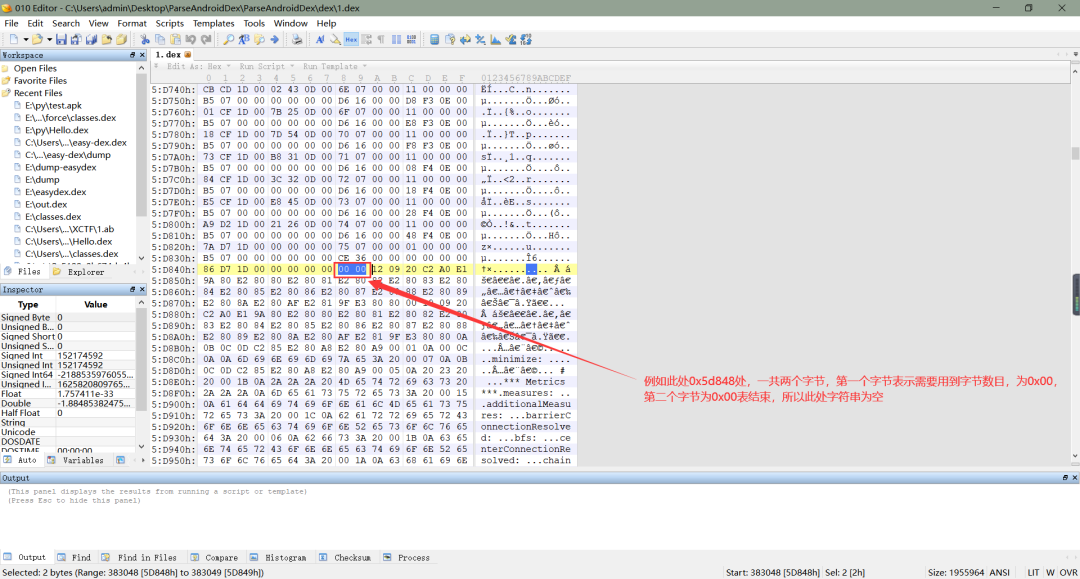 010 Editor - C:\Users\admin\Desktop\ParseAndroidDex\ParseAndroidDex\dex\1.dex
File Edit Search View Format Scripts Templates Tools Window Help
Workspace
1.dex
Edit As: Hex Run Script Run Template
0 1 2 3 4 5 6 7 8 9 A B C D E F 0123456789ABCDEF
Open Files
Favorite Files
Recent Files
E:\py\test.apk
E:\...\force\classes.dex
E:\py\Hello.dex
C:\Users\...\easy-dex.dex
C:\...\easy-dex\dump
E:\dump-easydex
E:\dump
E:\easydex.dex
E:\out.dex
E:\classes.dex
C:\Users\...\XCTF\1.ab
C:\Users\...\Hello.dex
C:\Users\...\classes.dex
Files Explorer
5:D740h: CB CD 1D 00 02 43 0D 00 6E 07 00 00 11 00 00 00 ËÍ...C..n.......
5:D750h: B5 07 00 00 00 00 00 00 D6 16 00 00 D8 F3 0E 00 µ.......Ö...Øó..
5:D760h: 01 CF 1D 00 7B 25 0D 00 6F 07 00 00 11 00 00 00 .Ï..{%..o.......
5:D770h: B5 07 00 00 00 00 00 00 D6 16 00 00 E8 F3 0E 00 µ.......Ö...èó..
5:D780h: 18 CF 1D 00 7D 54 0D 00 70 07 00 00 11 00 00 00 .Ï..}T..p.......
5:D790h: B5 07 00 00 00 00 00 00 D6 16 00 00 F8 F3 0E 00 µ.......Ö...øó..
5:D7A0h: 73 CF 1D 00 B8 31 0D 00 71 07 00 00 11 00 00 00 sÏ..¸1..q.......
5:D7B0h: B5 07 00 00 00 00 00 00 D6 16 00 00 08 F4 0E 00 µ.......Ö....ô..
5:D7C0h: 84 CF 1D 00 3C 32 0D 00 72 07 00 00 11 00 00 00 „Ï..<2..r.......
5:D7D0h: B5 07 00 00 00 00 00 00 D6 16 00 00 18 F4 0E 00 µ.......Ö....ô..
5:D7E0h: E5 CF 1D 00 E8 45 0D 00 73 07 00 00 11 00 00 00 åÏ..èE..s.......
5:D7F0h: B5 07 00 00 00 00 00 00 D6 16 00 00 28 F4 0E 00 µ.......Ö...(ô..
5:D800h: A9 D2 1D 00 21 26 0D 00 74 07 00 00 11 00 00 00 ©Ò..!&..t.......
5:D810h: B5 07 00 00 00 00 00 00 D6 16 00 00 48 F4 0E 00 µ.......Ö...Hô..
5:D820h: 7A D7 1D 00 00 00 00 00 75 07 00 00 01 00 00 00 z×......u.......
5:D830h: B5 07 00 00 00 00 00 00 CE 36 00 00 00 00 00 00 µ.......Î6......
5:D840h: 86 D7 1D 00 00 00 00 00 00 00 12 09 20 C2 A0 E1 †×.......... Â á
5:D850h: 9A 80 E2 80 80 E2 80 81 E2 80 82 E2 80 83 E2 80
5:D860h: 84 E2 80 85 E2 80 86 E2 80 87 E2 80 88 E2 80 89
5:D870h: E2 80 8A E2 80 AF E2 81 9F E3 80 80 00 10 09 20
5:D880h: C2 A0 E1 9A 80 E2 80 80 E2 80 81 E2 80 82 E2 80
5:D890h: 83 E2 80 84 E2 80 85 E2 80 86 E2 80 87 E2 80 88
5:D8A0h: E2 80 89 E2 80 8A E2 80 AF E2 81 9F E3 80 80 0A
5:D8B0h: 0B 0C 0D C2 85 E2 80 A8 E2 80 A9 00 01 0A 00 0C
5:D8C0h: 0A 0A 6D 69 6E 69 6D 69 7A 65 3A 20 00 07 0A 0B ..minimize: ....
5:D8D0h: 0C 0D C2 85 E2 80 A8 E2 80 A9 00 05 0A 20 23 20
5:D8E0h: 20 00 1B 0A 2A 2A 2A 20 4D 65 74 72 69 63 73 20 ...*** Metrics
5:D8F0h: 2A 2A 2A 0A 6D 65 61 73 75 72 65 73 3A 20 00 15 ***.measures: ..
5:D900h: 0A 61 64 64 69 74 69 6F 6E 61 6C 4D 65 61 73 75 .additionalMeasu
5:D910h: 72 65 73 3A 20 00 1C 0A 62 61 72 72 69 65 72 43 res: ...barrierC
5:D920h: 6F 6E 6E 65 63 74 69 6F 6E 52 65 73 6F 6C 76 65 onnectionResolve
5:D930h: 64 3A 20 00 06 0A 62 66 73 3A 20 00 1B 0A 63 65 d: ...bfs: ...ce
5:D940h: 6E 74 65 72 43 6F 6E 6E 65 63 74 69 6F 6E 52 65 nterConnectionRe
5:D950h: 73 6F 6C 76 65 64 3A 20 00 1A 0A 63 68 61 69 6E solved: ...chain
例如此处0x5d848处，一共两个字节，第一个字节表示需要用到字节数目，为0x00，
第二个字节为0x00表结束，所以此处字符串为空
Inspector
Type Value
Signed Byte 0
Unsigned B... 0
Signed Short 0
Unsigned S... 0
Signed Int 152174592
Unsigned Int 152174592
Signed Int64 -2188535976055...
Unsigned I... 1625820809765...
Float 1.757411e-33
Double -1.88485382475...
Half Float 0
String
Unicode
DOSDATE
DOSTIME 00:00:00
Auto Variables
Output
(This panel displays the results from running a script or template)
(Press Esc to hide this panel)
Output Find Find in Files Compare Histogram Checksum Process
Selected: 2 bytes (Range: 383048 [5D848h] to 383049 [5D849h]) Start: 383048 [5D848h] Sel: 2 [2h] Size: 1955964 ANSI LIT W OVR